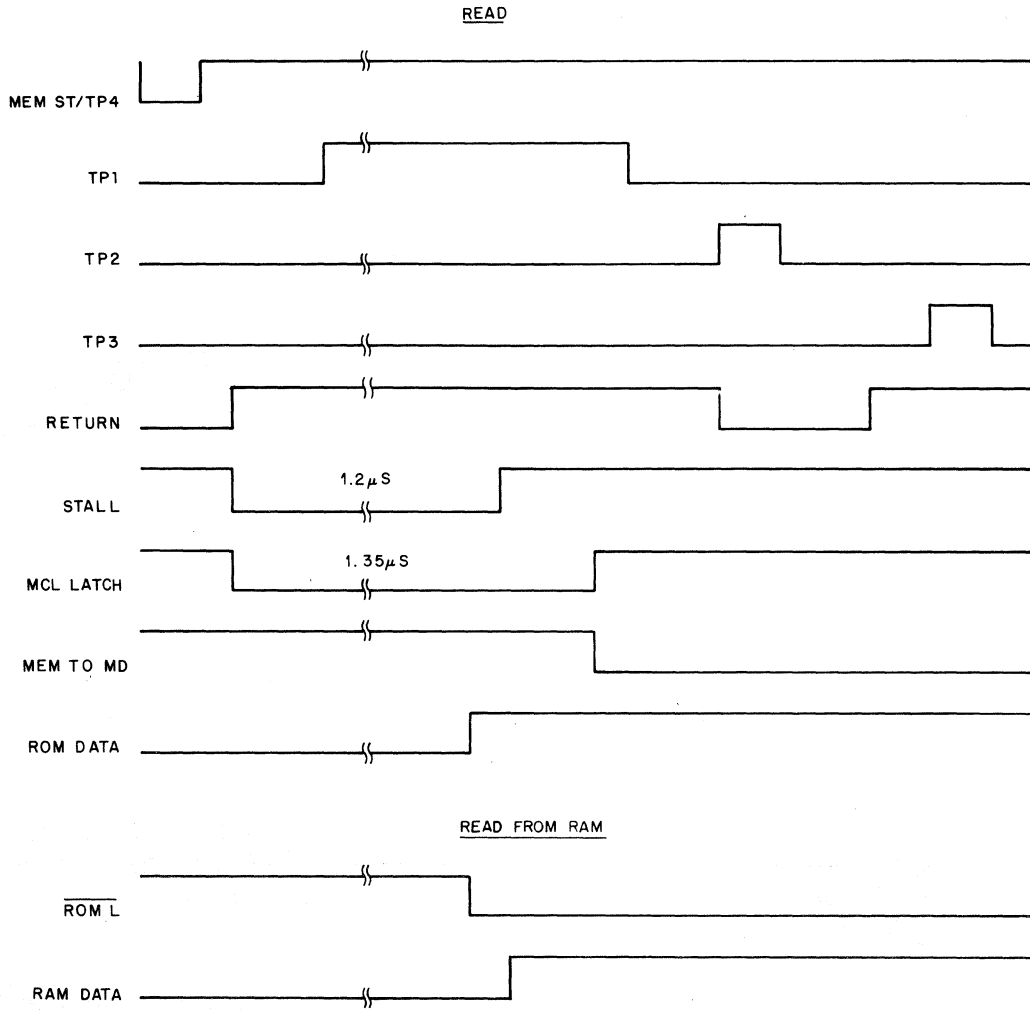 READ
MEM ST/TP4
TP1
TP2
TP3
RETURN
1.2μS
STALL
1.35μS
MCL LATCH
MEM TO MD
ROM DATA
READ FROM RAM
ROM L
RAM DATA